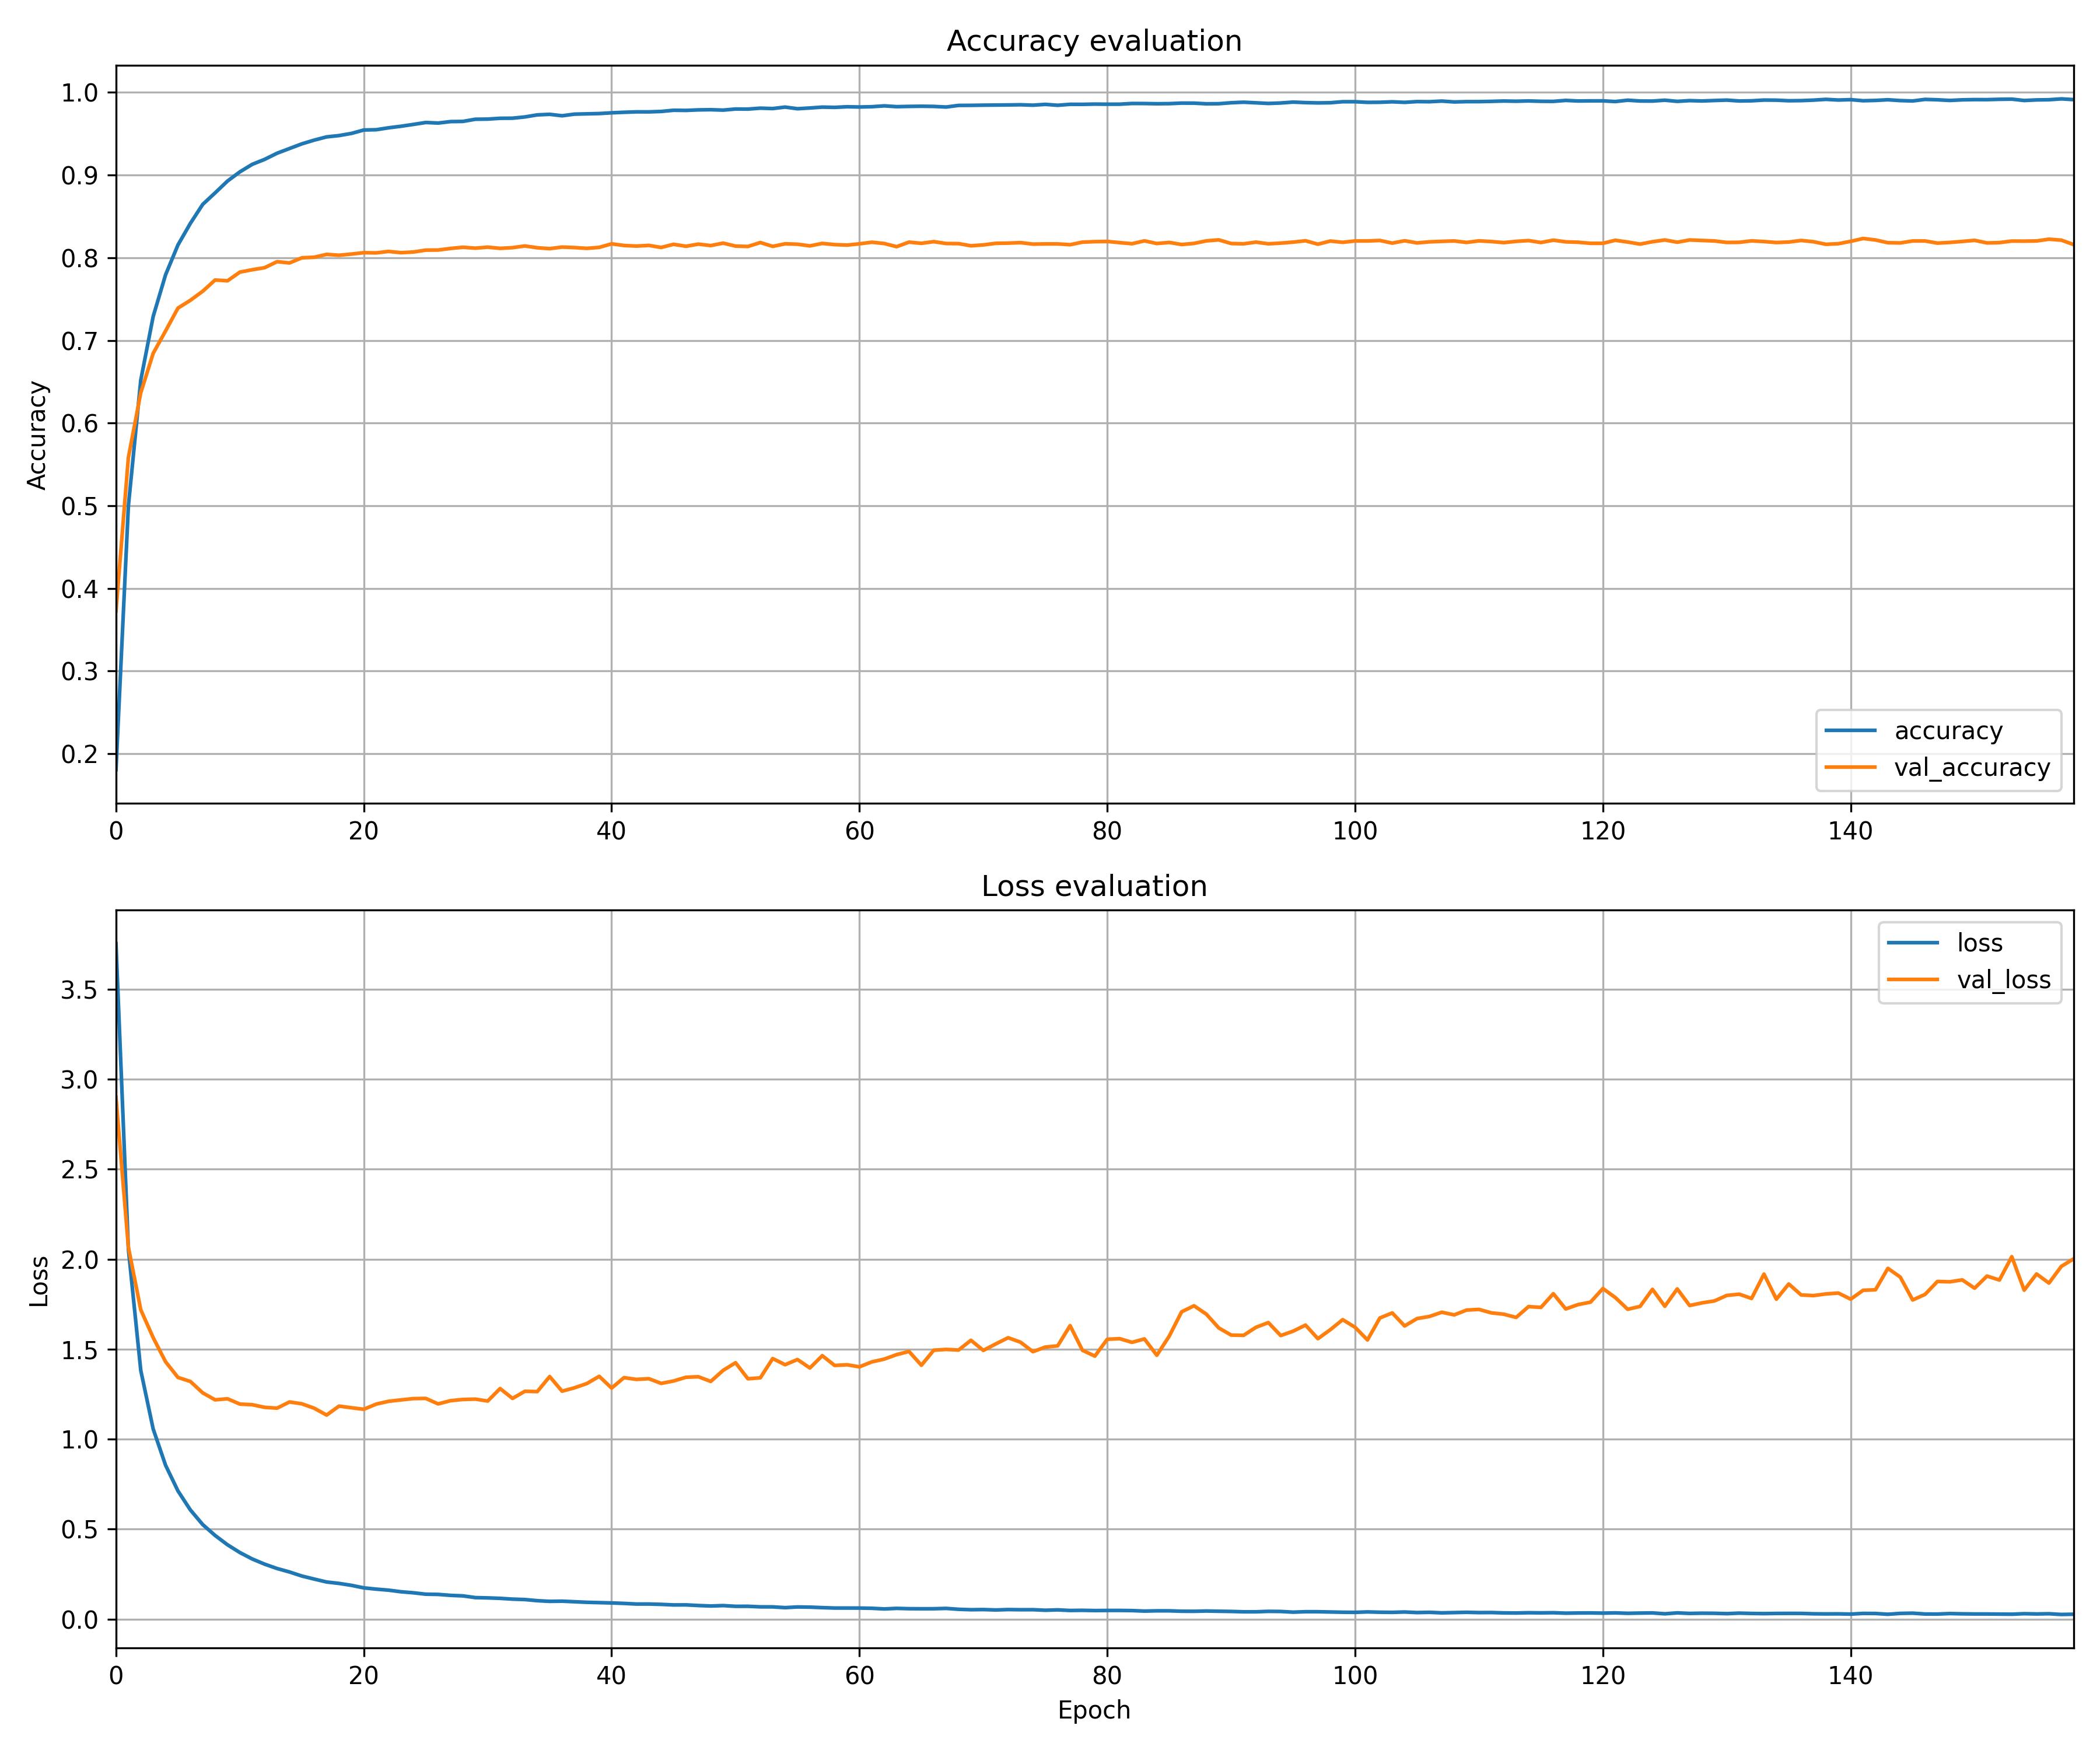 Accuracy evaluation
1.0
0.9
0.8
0.7
0.6
0.5
0.4
0.3
0.2
Accuracy
accuracy
val_accuracy
0 20 40 60 80 100 120 140
Loss evaluation
loss
val_loss
3.5
3.0
2.5
2.0
1.5
1.0
0.5
0.0
Loss
0 20 40 60 80 100 120 140
Epoch